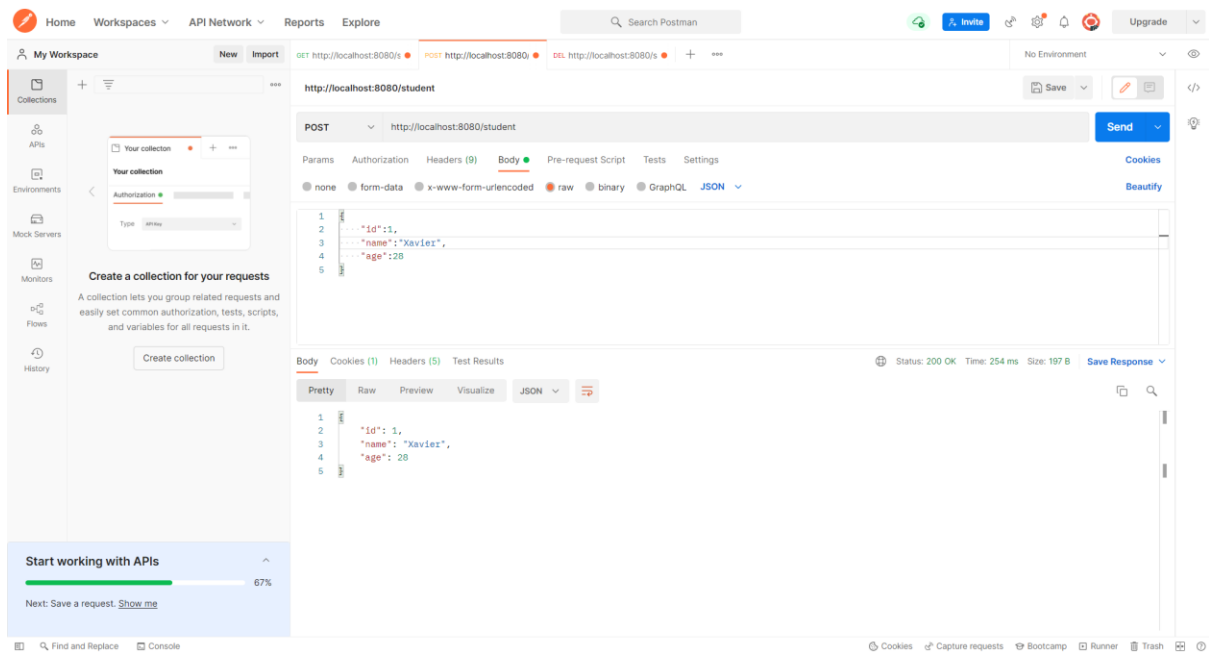 Home Workspaces API Network Reports Explore Search Postman Invite Upgrade
My Workspace New Import GET http://localhost:8080/s POST http://localhost:8080/ DEL http://localhost:8080/s + ooo No Environment
Collections
APIs
Environments
Mock Servers
Monitors
Flows
History
Your collecton
Your collection
Authorization
Type API Key
Create a collection for your requests
A collection lets you group related requests and
easily set common authorization, tests, scripts,
and variables for all requests in it.
Create collection
Start working with APIs
67%
Next: Save a request. Show me
http://localhost:8080/student Save
POST http://localhost:8080/student Send
Params Authorization Headers (9) Body Pre-request Script Tests Settings Cookies
none form-data x-www-form-urlencoded raw binary GraphQL JSON Beautify
1 {
2 "id":1,
3 "name":"Xavier",
4 "age":28
5 }
Body Cookies (1) Headers (5) Test Results Status: 200 OK Time: 254 ms Size: 197 B Save Response
Pretty Raw Preview Visualize JSON
1 {
2 "id": 1,
3 "name": "Xavier",
4 "age": 28
5 }
Find and Replace Console Cookies Capture requests Bootcamp Runner Trash